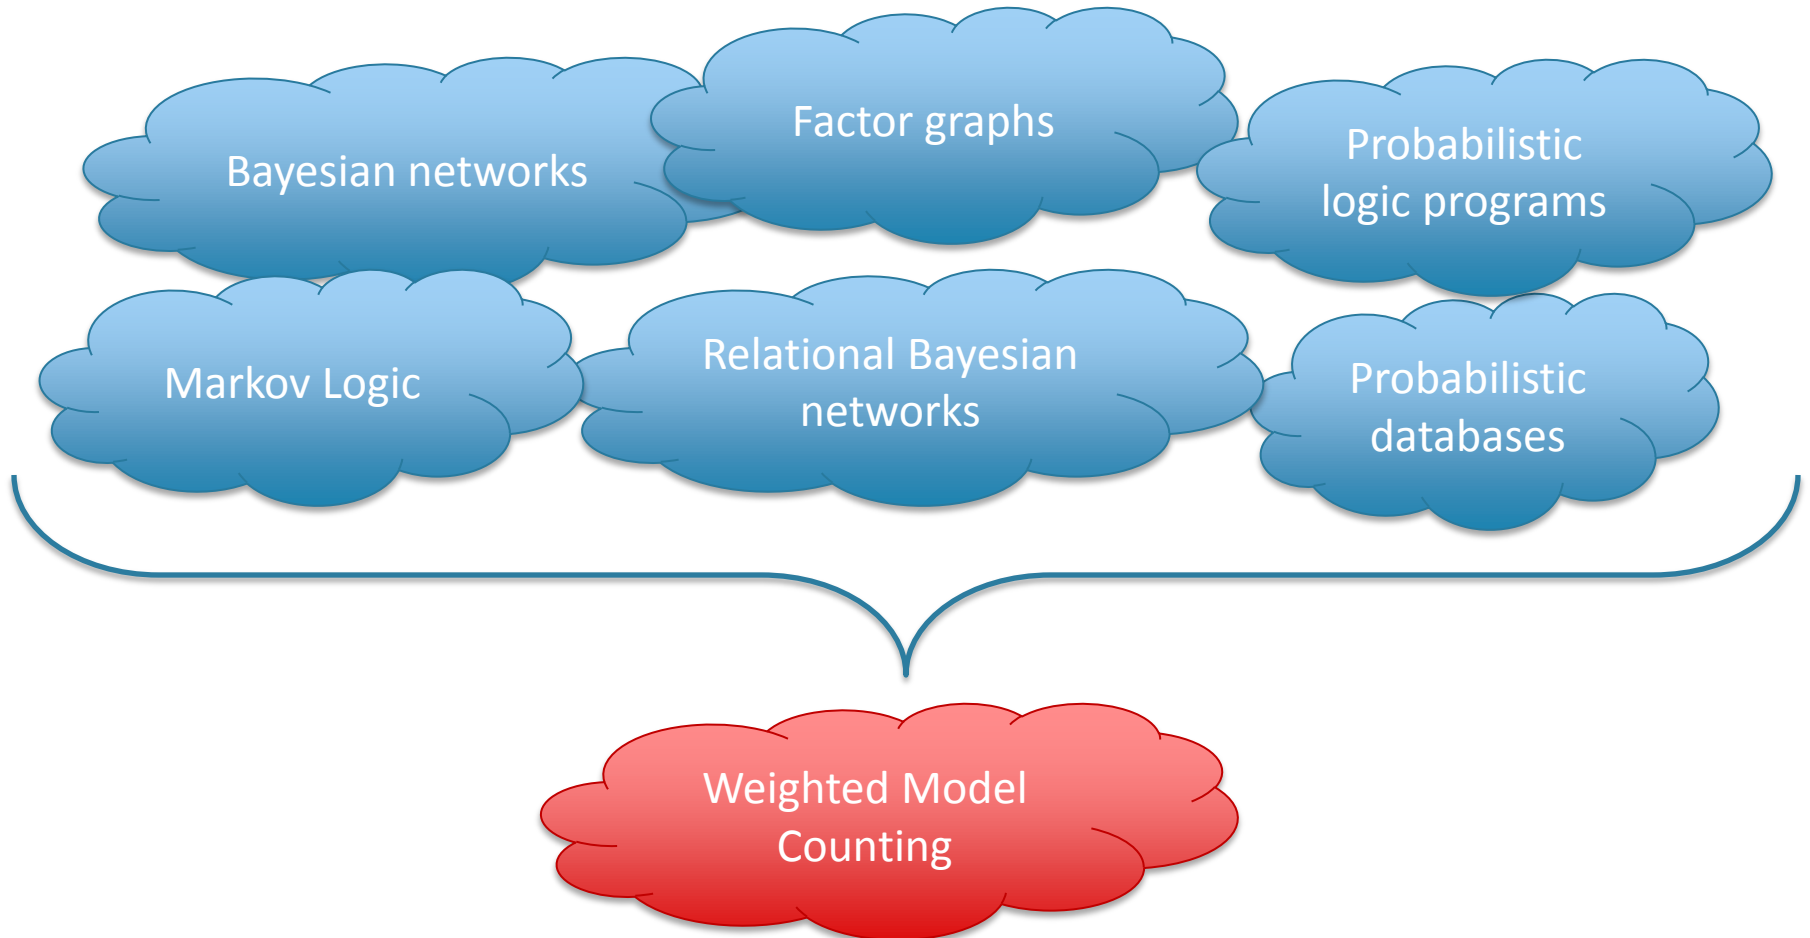 Bayesian networks
Factor graphs
Probabilistic
logic programs
Markov Logic
Relational Bayesian
networks
Probabilistic
databases
Weighted Model
Counting